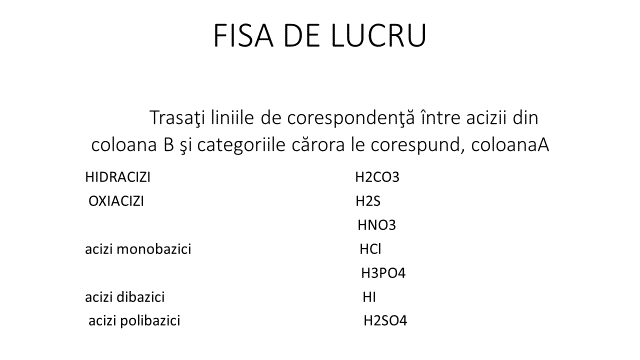 FISA DE LUCRU
Trasaţi liniile de corespondenţă între acizii din
coloana B şi categoriile cărora le corespund, coloanaA
HIDRACIZI H2CO3
OXIACIZI H2S
HNO3
acizi monobazici HCl
H3PO4
acizi dibazici HI
acizi polibazici H2SO4